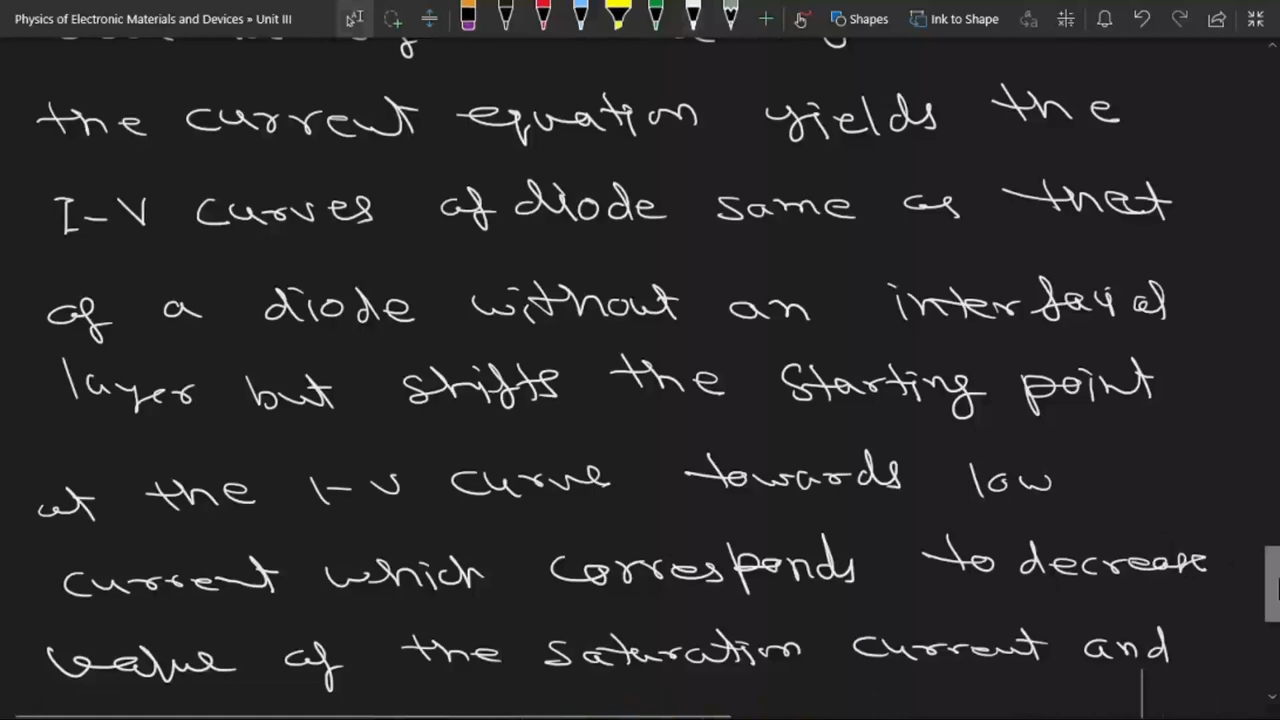 Physics of Electronic Materials and Devices » Unit III
Shapes
Ink to Shape
the current equation yields the
I-V curves of diode same as that
of a diode without an interfacial
layer but shifts the starting point
at the I-V curve towards low
current which corresponds to decrease
value of the saturation current and